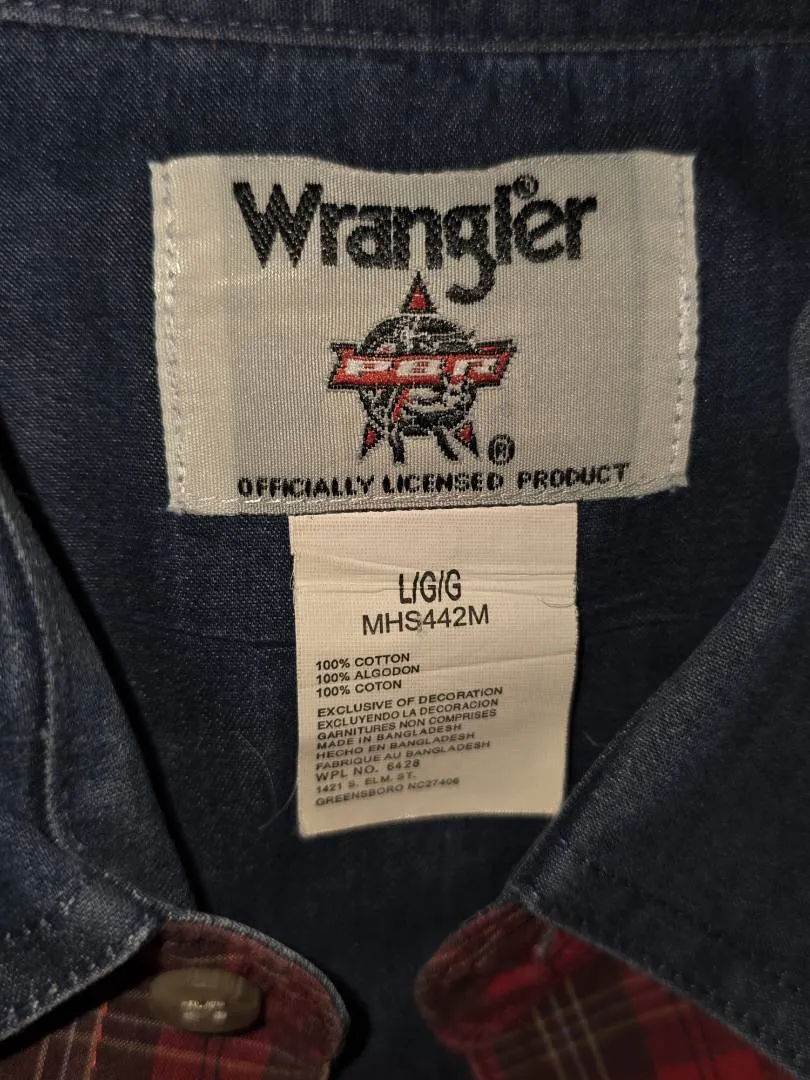 Wrangler®
PBR
®
OFFICIALLY LICENSED PRODUCT
L/G/G
MHS442M
100% COTTON
100% ALGODON
100% COTON
EXCLUSIVE OF DECORATION
EXCLUYENDO LA DECORACION
GARNITURES NON COMPRISES
MADE IN BANGLADESH
HECHO EN BANGLADESH
FABRIQUE AU BANGLADESH
WPL NO. 6428
1421 S. ELM. ST.
GREENSBORO NC27406